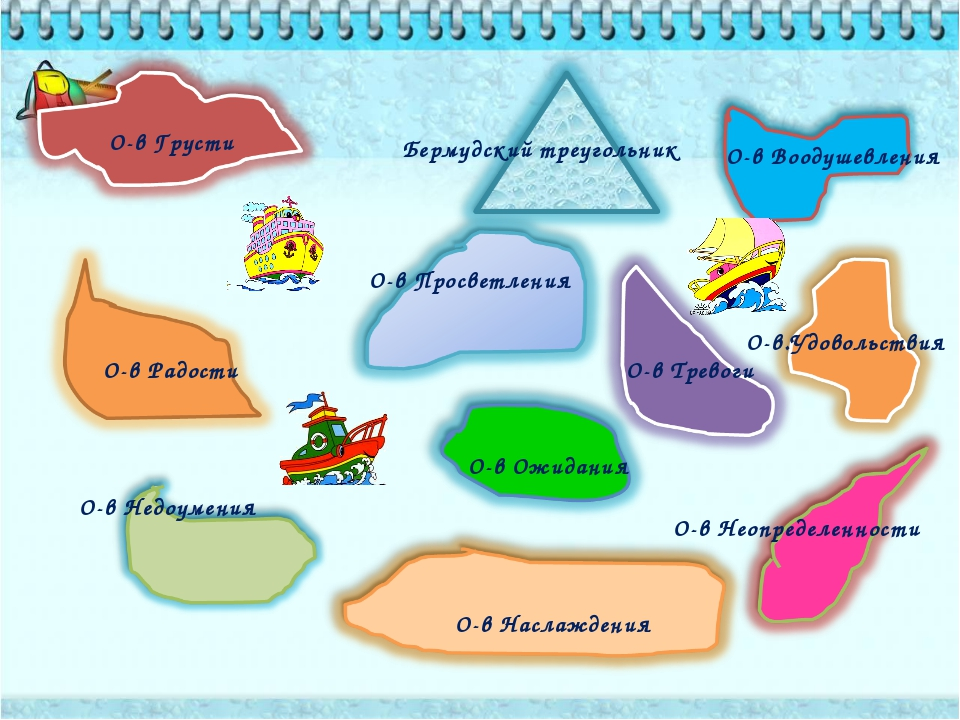 О-в Грусти
Бермудский треугольник
О-в Воодушевления
О-в Просветления
О-в.Удовольствия
О-в Радости
О-в Тревоги
О-в Ожидания
О-в Недоумения
О-в Неопределенности
О-в Наслаждения